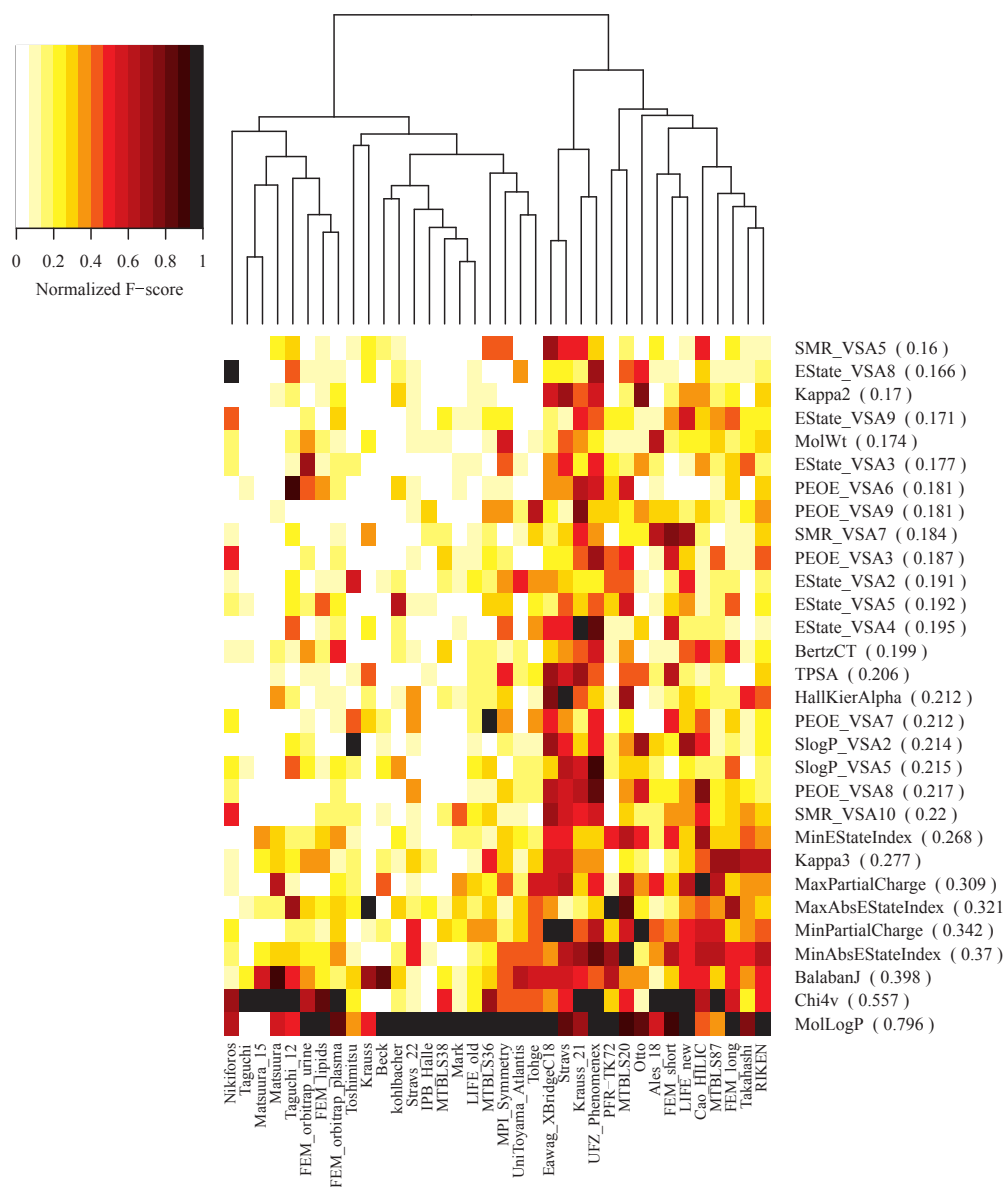 0 0.2 0.4 0.6 0.8 1
Normalized F−score
SMR_VSA5 ( 0.16 )
EState_VSA8 ( 0.166 )
Kappa2 ( 0.17 )
EState_VSA9 ( 0.171 )
MolWt ( 0.174 )
EState_VSA3 ( 0.177 )
PEOE_VSA6 ( 0.181 )
PEOE_VSA9 ( 0.181 )
SMR_VSA7 ( 0.184 )
PEOE_VSA3 ( 0.187 )
EState_VSA2 ( 0.191 )
EState_VSA5 ( 0.192 )
EState_VSA4 ( 0.195 )
BertzCT ( 0.199 )
TPSA ( 0.206 )
HallKierAlpha ( 0.212 )
PEOE_VSA7 ( 0.212 )
SlogP_VSA2 ( 0.214 )
SlogP_VSA5 ( 0.215 )
PEOE_VSA8 ( 0.217 )
SMR_VSA10 ( 0.22 )
MinEStateIndex ( 0.268 )
Kappa3 ( 0.277 )
MaxPartialCharge ( 0.309 )
MaxAbsEStateIndex ( 0.321
MinPartialCharge ( 0.342 )
MinAbsEStateIndex ( 0.37 )
BalabanJ ( 0.398 )
Chi4v ( 0.557 )
MolLogP ( 0.796 )
Nikiforos
Taguchi
Matsuura_15
Matsuura
Taguchi_12
FEM_orbitrap_urine
FEM_lipids
FEM_orbitrap_plasma
Toshimitsu
Krauss
Beck
kohlbacher
Stravs_22
IPB_Halle
MTBLS38
Mark
LIFE_old
MTBLS36
MPI_Symmetry
UniToyama_Atlantis
Tohge
Eawag_XBridgeC18
Stravs
Krauss_21
UFZ_Phenomenex
PFR−TK72
MTBLS20
Otto
Ales_18
FEM_short
LIFE_new
Cao_HILIC
MTBLS87
FEM_long
Takahashi
RIKEN